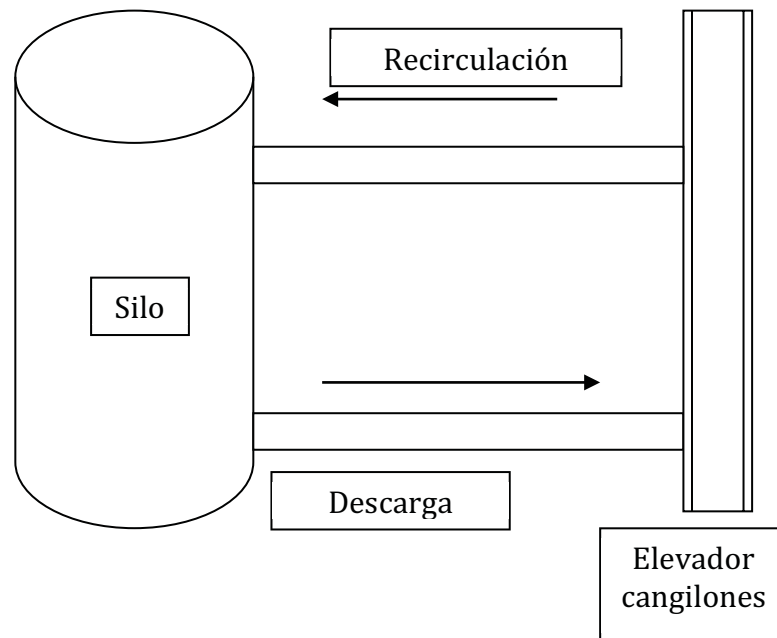 Recirculación
Silo
Descarga
Elevador
cangilones